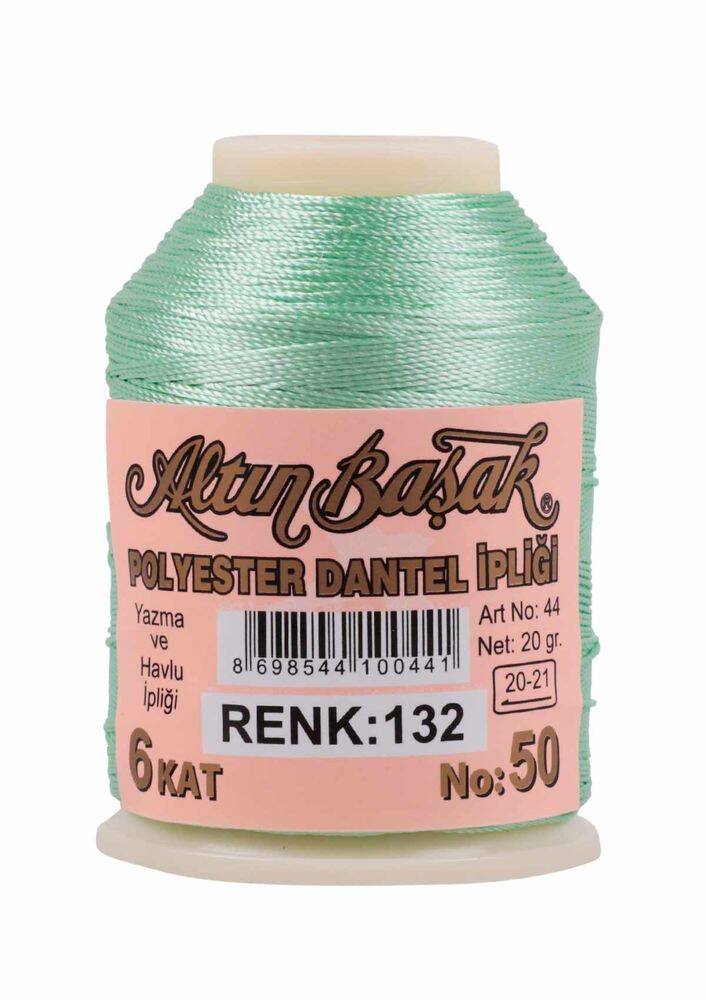 Altın Başak ®
POLYESTER DANTEL İPLİĞİ
Yazma
ve
Havlu
İpliği
8 698544 100441
Art No: 44
Net: 20 gr.
20-21
RENK:132
6 KAT
No:50